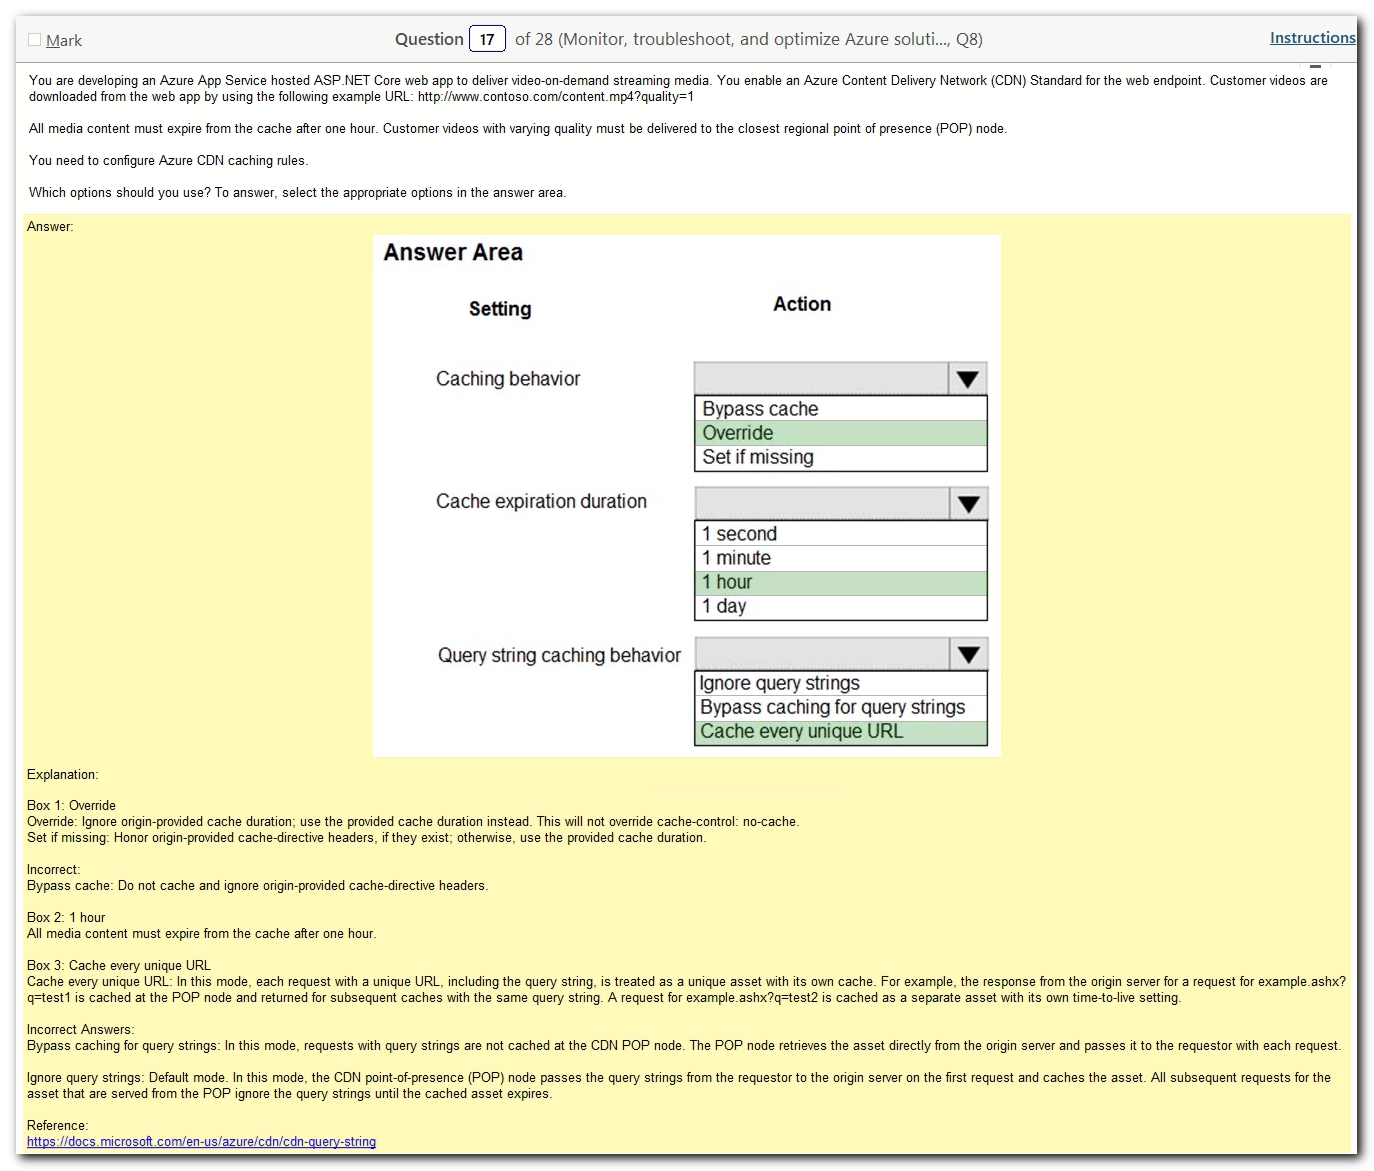 Mark
Question 17 of 28 (Monitor, troubleshoot, and optimize Azure soluti..., Q8)
Instructions
You are developing an Azure App Service hosted ASP.NET Core web app to deliver video-on-demand streaming media. You enable an Azure Content Delivery Network (CDN) Standard for the web endpoint. Customer videos are
downloaded from the web app by using the following example URL: http://www.contoso.com/content.mp4?quality=1
All media content must expire from the cache after one hour. Customer videos with varying quality must be delivered to the closest regional point of presence (POP) node.
You need to configure Azure CDN caching rules.
Which options should you use? To answer, select the appropriate options in the answer area.
Answer:
Answer Area
Setting
Action
Caching behavior
Bypass cache
Override
Set if missing
Cache expiration duration
1 second
1 minute
1 hour
1 day
Query string caching behavior
Ignore query strings
Bypass caching for query strings
Cache every unique URL
Explanation:
Box 1: Override
Override: Ignore origin-provided cache duration; use the provided cache duration instead. This will not override cache-control: no-cache.
Set if missing: Honor origin-provided cache-directive headers, if they exist; otherwise, use the provided cache duration.
Incorrect:
Bypass cache: Do not cache and ignore origin-provided cache-directive headers.
Box 2: 1 hour
All media content must expire from the cache after one hour.
Box 3: Cache every unique URL
Cache every unique URL: In this mode, each request with a unique URL, including the query string, is treated as a unique asset with its own cache. For example, the response from the origin server for a request for example.ashx?
q=test1 is cached at the POP node and returned for subsequent caches with the same query string. A request for example.ashx?q=test2 is cached as a separate asset with its own time-to-live setting.
Incorrect Answers:
Bypass caching for query strings: In this mode, requests with query strings are not cached at the CDN POP node. The POP node retrieves the asset directly from the origin server and passes it to the requestor with each request.
Ignore query strings: Default mode. In this mode, the CDN point-of-presence (POP) node passes the query strings from the requestor to the origin server on the first request and caches the asset. All subsequent requests for the
asset that are served from the POP ignore the query strings until the cached asset expires.
Reference:
https://docs.microsoft.com/en-us/azure/cdn/cdn-query-string